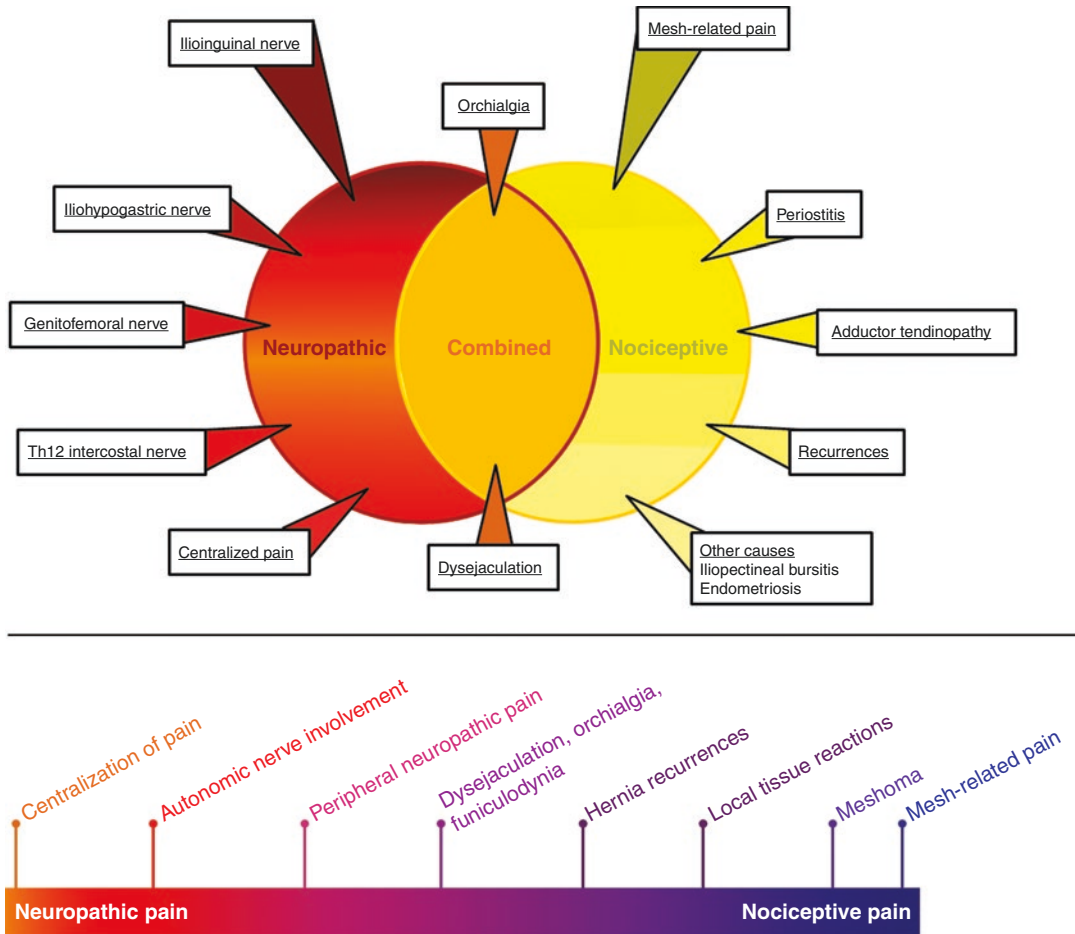 Ilioinguinal nerve
Mesh-related pain
Orchialgia
Iliohypogastric nerve
Periostitis
Genitofemoral nerve
Adductor tendinopathy
Neuropathic
Combined
Nociceptive
Th12 intercostal nerve
Recurrences
Centralized pain
Dysejaculation
Other causes
Iliopectineal bursitis
Endometriosis
Centralization of pain
Autonomic nerve involvement
Peripheral neuropathic pain
Dysejaculation, orchialgia,
funiculodynia
Hernia recurrences
Local tissue reactions
Meshoma
Mesh-related pain
Neuropathic pain
Nociceptive pain